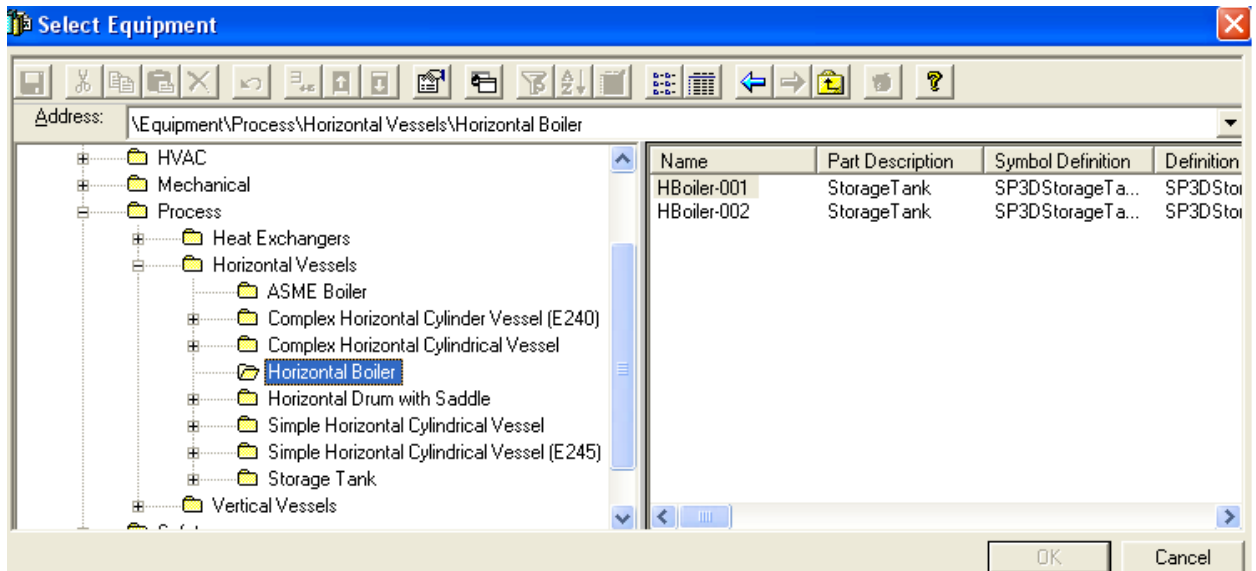 Select Equipment
Address: \Equipment\Process\Horizontal Vessels\Horizontal Boiler
HVAC
Mechanical
Process
Heat Exchangers
Horizontal Vessels
ASME Boiler
Complex Horizontal Cylinder Vessel (E240)
Complex Horizontal Cylindrical Vessel
Horizontal Boiler
Horizontal Drum with Saddle
Simple Horizontal Cylindrical Vessel
Simple Horizontal Cylindrical Vessel (E245)
Storage Tank
Vertical Vessels
Name Part Description Symbol Definition Definition
HBoiler-001 StorageTank SP3DStorageTa... SP3DStor
HBoiler-002 StorageTank SP3DStorageTa... SP3DStor
OK Cancel